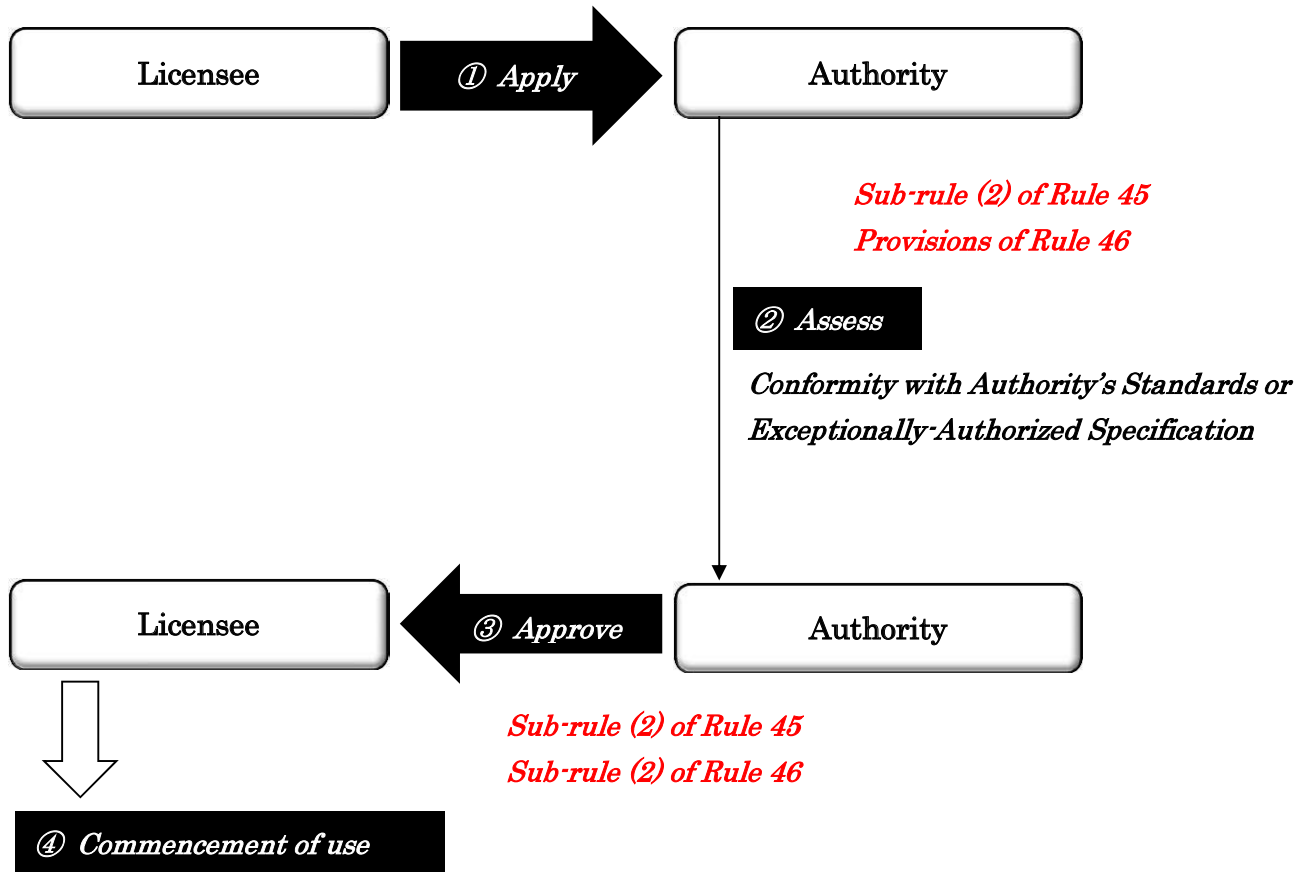 Licensee
① Apply
Authority
Sub-rule (2) of Rule 45
Provisions of Rule 46
② Assess
Conformity with Authority’s Standards or
Exceptionally-Authorized Specification
Licensee
③ Approve
Authority
Sub-rule (2) of Rule 45
Sub-rule (2) of Rule 46
④ Commencement of use